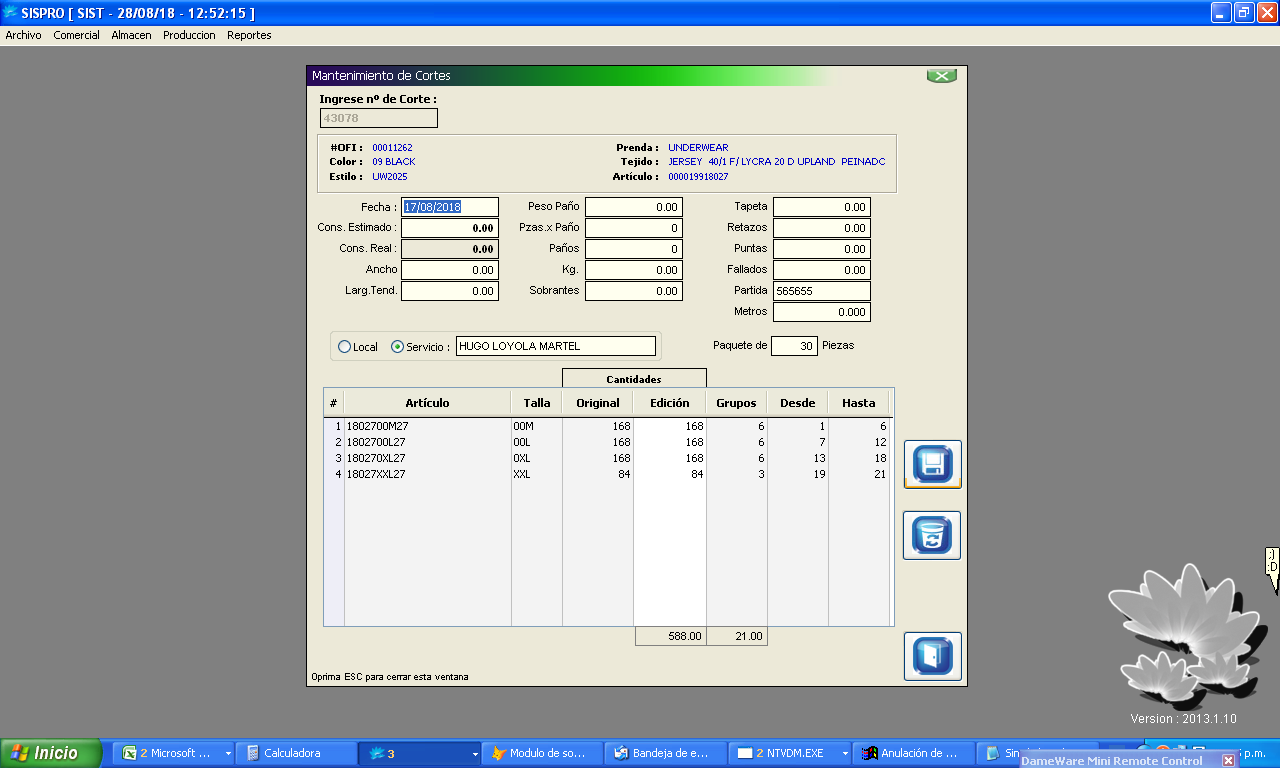 SISPRO [ SIST - 28/08/18 - 12:52:15 ]
Archivo Comercial Almacen Produccion Reportes
Mantenimiento de Cortes
Ingrese nº de Corte :
43078
#OFI : 00011262 Prenda : UNDERWEAR
Color : 09 BLACK Tejido : JERSEY 40/1 F/ LYCRA 20 D UPLAND PEINADC
Estilo : UW2025 Artículo : 000019918027
Fecha : 17/08/2018 Peso Paño 0.00 Tapeta 0.00
Cons. Estimado : 0.00 Pzas.x Paño 0 Retazos 0.00
Cons. Real : 0.00 Paños 0 Puntas 0.00
Ancho 0.00 Kg. 0.00 Fallados 0.00
Larg.Tend. 0.00 Sobrantes 0.00 Partida 565655
Metros 0.000
Local Servicio : HUGO LOYOLA MARTEL Paquete de 30 Piezas
Cantidades
# Artículo Talla Original Edición Grupos Desde Hasta
1 1802700M27 00M 168 168 6 1 6
2 1802700L27 00L 168 168 6 7 12
3 180270XL27 0XL 168 168 6 13 18
4 18027XXL27 XXL 84 84 3 19 21
588.00 21.00
Oprima ESC para cerrar esta ventana
;)
:D
Version : 2013.1.10
Inicio 2 Microsoft ... Calculadora 3 Modulo de so... Bandeja de e... 2 NTVDM.EXE Anulación de ... p.m.
DameWare Mini Remote Control